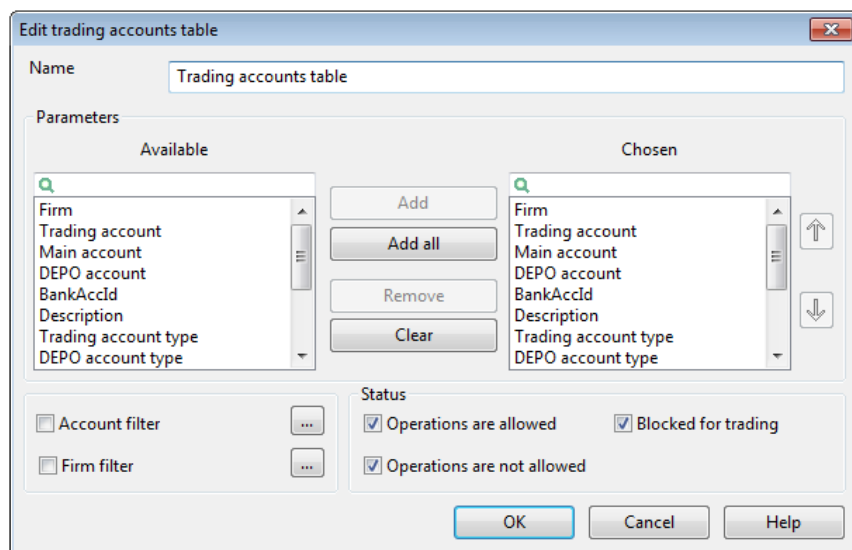 Edit trading accounts table
Name
Trading accounts table
Parameters
Available
Chosen
Firm
Trading account
Main account
DEPO account
BankAccId
Description
Trading account type
DEPO account type
Add
Add all
Remove
Clear
Firm
Trading account
Main account
DEPO account
BankAccId
Description
Trading account type
DEPO account type
Account filter
...
Firm filter
...
Status
Operations are allowed
Blocked for trading
Operations are not allowed
OK
Cancel
Help